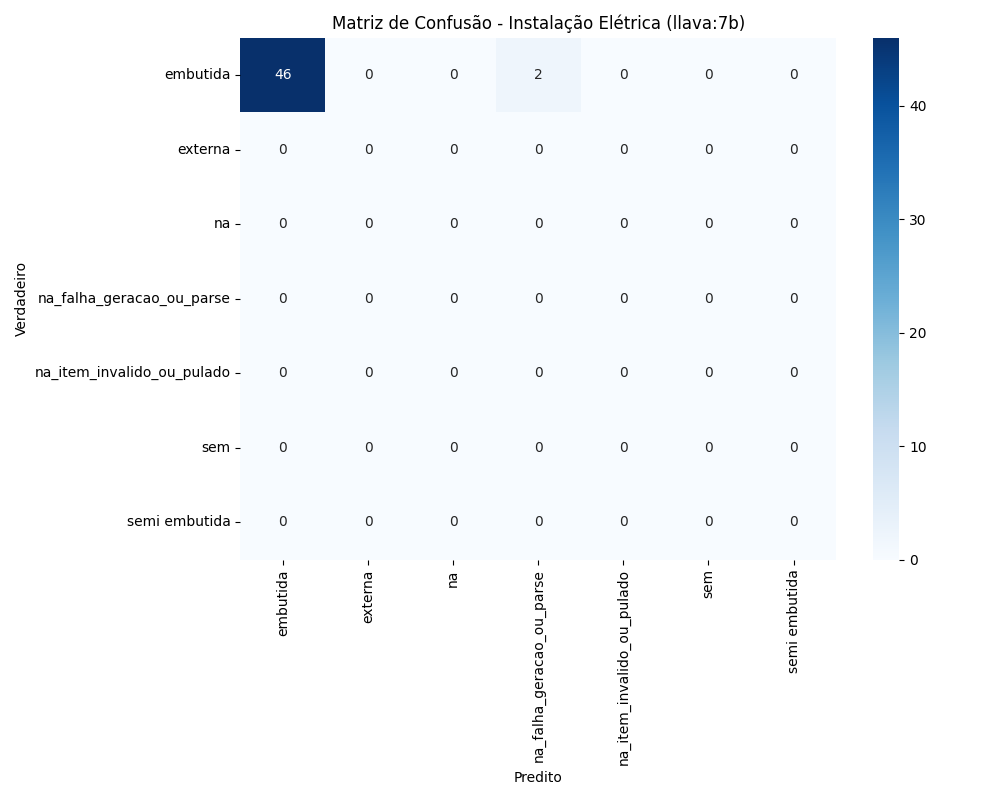 Matriz de Confusão - Instalação Elétrica (llava:7b)
Verdadeiro
embutida 46 0 0 2 0 0 0
externa 0 0 0 0 0 0 0
na 0 0 0 0 0 0 0
na_falha_geracao_ou_parse 0 0 0 0 0 0 0
na_item_invalido_ou_pulado 0 0 0 0 0 0 0
sem 0 0 0 0 0 0 0
semi embutida 0 0 0 0 0 0 0
embutida
externa
na
na_falha_geracao_ou_parse
na_item_invalido_ou_pulado
sem
semi embutida
Predito
40
30
20
10
0